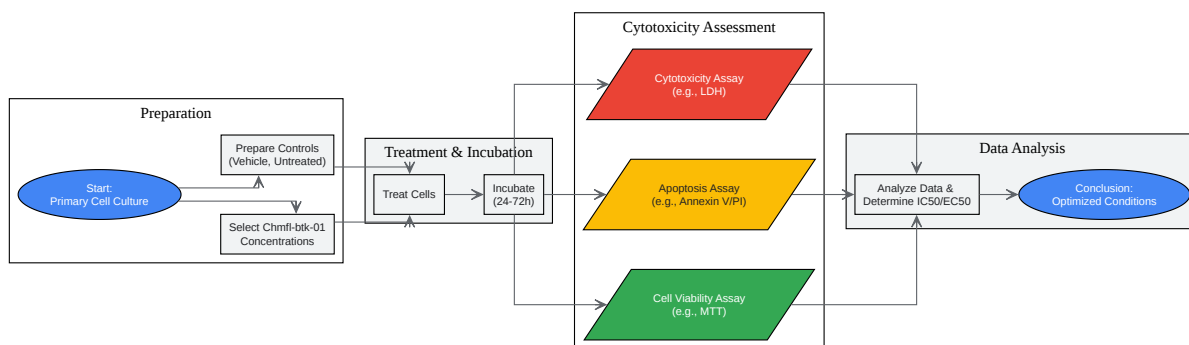 Preparation
Start:
Primary Cell Culture
Prepare Controls
(Vehicle, Untreated)
Select Chmfl-btk-01
Concentrations
Treatment & Incubation
Treat Cells
Incubate
(24-72h)
Cytotoxicity Assessment
Cytotoxicity Assay
(e.g., LDH)
Apoptosis Assay
(e.g., Annexin V/PI)
Cell Viability Assay
(e.g., MTT)
Data Analysis
Analyze Data &
Determine IC50/EC50
Conclusion:
Optimized Conditions